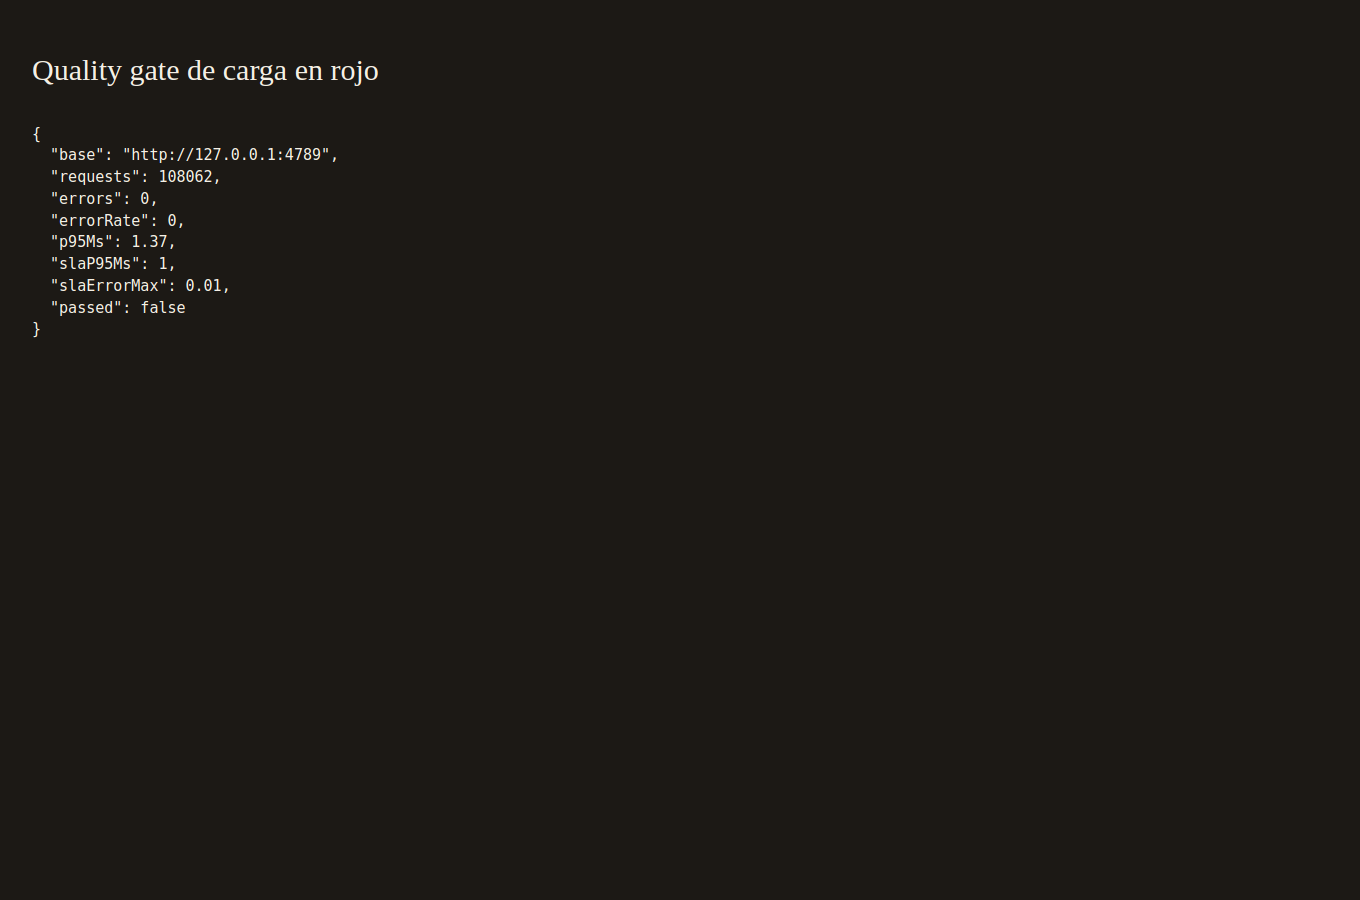 Quality gate de carga en rojo
{
  "base": "http://127.0.0.1:4789",
  "requests": 108062,
  "errors": 0,
  "errorRate": 0,
  "p95Ms": 1.37,
  "slaP95Ms": 1,
  "slaErrorMax": 0.01,
  "passed": false
}